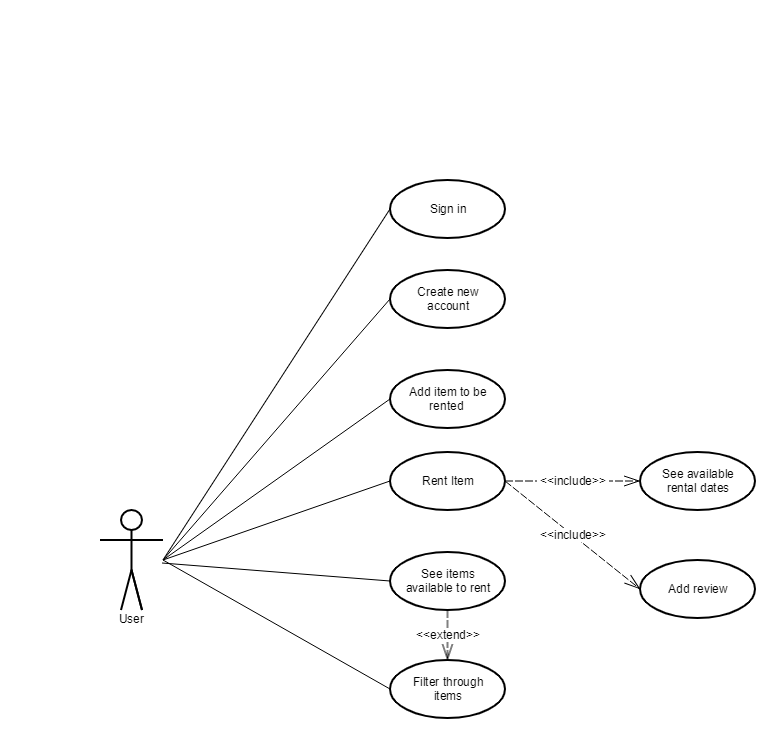 Sign in
Create new
account
Add item to be
rented
Rent Item
<<include>>
See available
rental dates
<<include>>
Add review
See items
available to rent
<<extend>>
Filter through
items
User